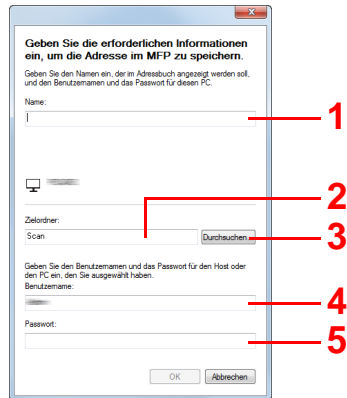 Geben Sie die erforderlichen Informationen
ein, um die Adresse im MFP zu speichern.
Geben Sie den Namen ein, der im Adressbuch angezeigt werden soll,
und den Benutzernamen und das Passwort für diesen PC.
Name:
1
2
Zielordner:
Scan
Durchsuchen...
3
Geben Sie den Benutzernamen und das Passwort für den Host oder
den PC ein, den Sie ausgewählt haben.
Benutzername:
4
Passwort:
5
OK
Abbrechen